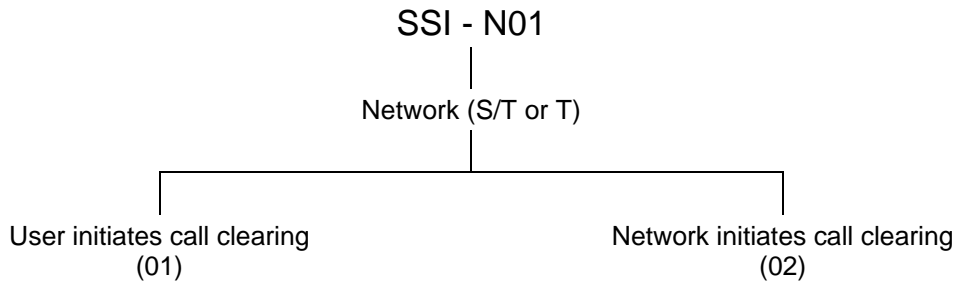 SSI - N01
Network (S/T or T)
User initiates call clearing
(01)
Network initiates call clearing
(02)